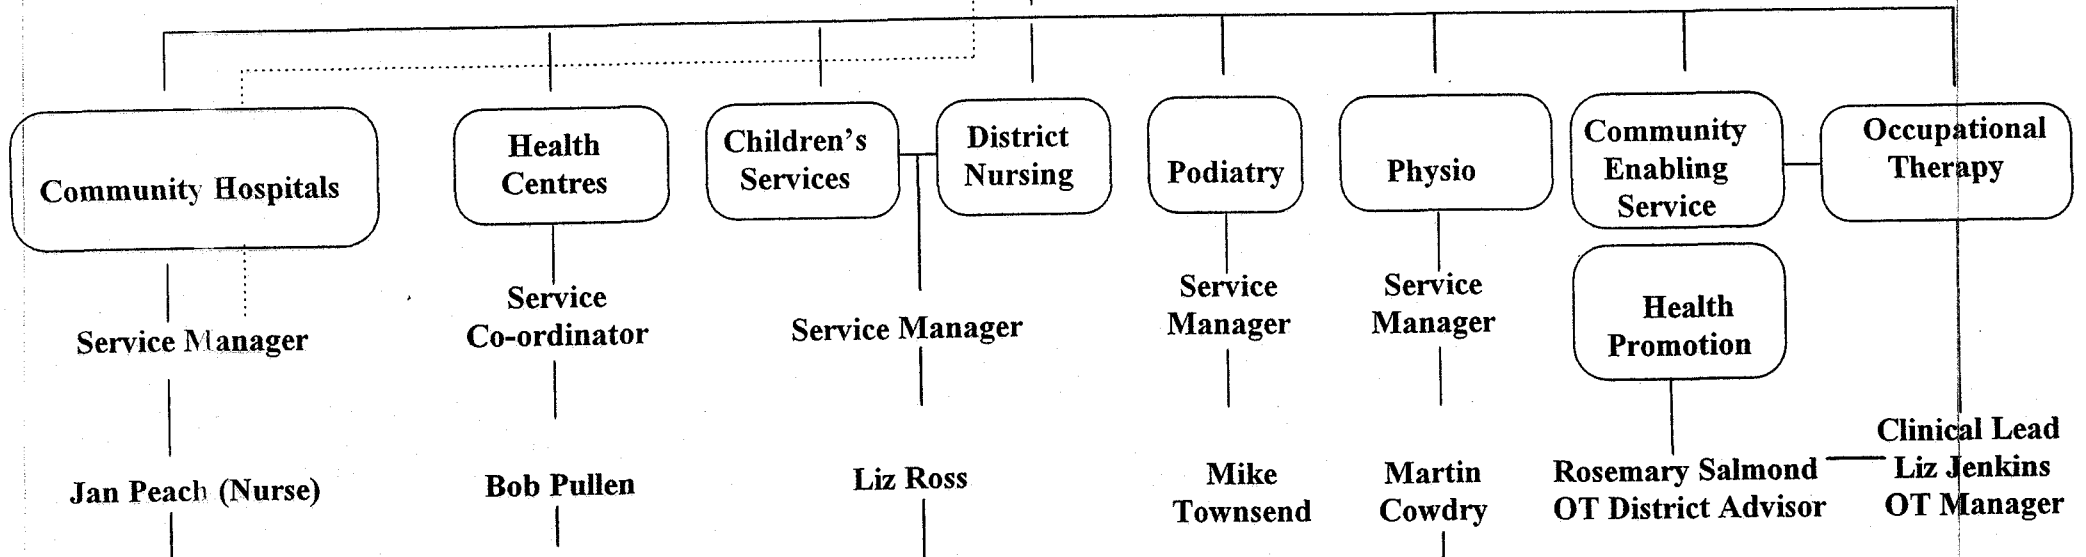 Community Hospitals
Service Manager
Jan Peach (Nurse)
Health
Centres
Service
Co-ordinator
Bob Pullen
Children's
Services
District
Nursing
Service Manager
Liz Ross
Podiatry
Service
Manager
Mike
Townsend
Physio
Service
Manager
Martin
Cowdry
Community
Enabling
Service
Health
Promotion
Rosemary Salmond
OT District Advisor
Occupational
Therapy
Clinical Lead
Liz Jenkins
OT Manager